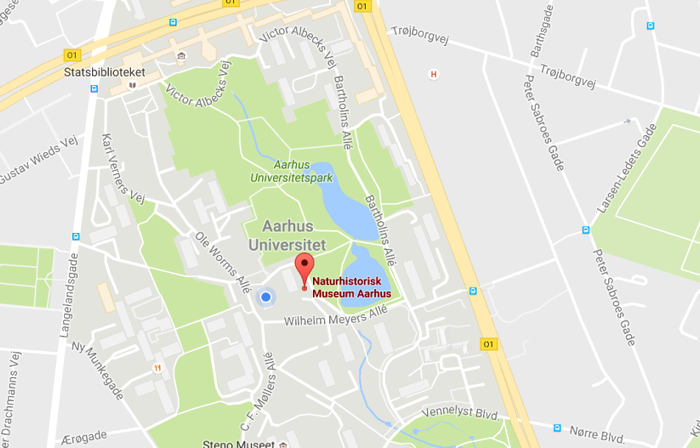 01
01
01
01
Trøjborgvej
Barthsgade
Statsbiblioteket
Victor Albecks Vej
H
Trøjborgvej
Victor Albecks Vej
Bartholins Allé
Peter Sabroes Gade
Gustav Wieds Vej
Karl Verners Vej
Aarhus
Universitetspark
Larsen-Ledets Gade
Aarhus
Universitet
Bartholins Allé
Ole Worms Allé
Langelandsgade
Naturhistorisk
Museum Aarhus
Peter Sabroes Gade
Wilhelm Meyers Allé
01
Ny Munkegade
C. F. Møllers Allé
Drachmanns Vej
Vennelyst Blvd
Nørre Blvd.
Ærøgade
Steno Museet